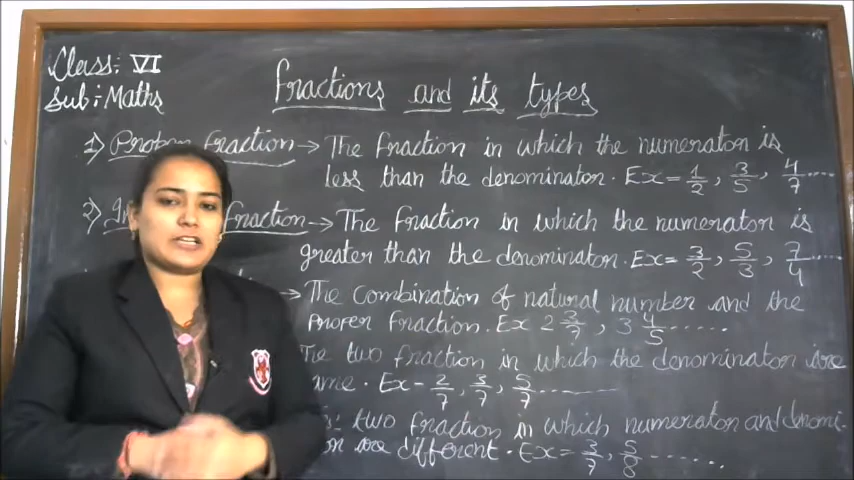 Class: VI
Sub: Maths
Fractions and its types
1) Proper fraction → The fraction in which the numerator is
less than the denominator. Ex = 1/2, 3/5, 4/7 .....
2) fraction → The fraction in which the numerator is
greater than the denominator. Ex = 3/2, 5/3, 7/4 .....
→ The combination of natural number and the
Proper fraction. Ex 2 3/7, 3 4/5 ......
The two fraction in which the denominator are
Ex - 2/7, 3/7, 5/7 ........
two fraction in which numerator and denomi-
are different. Ex = 3/7, 5/8 ......